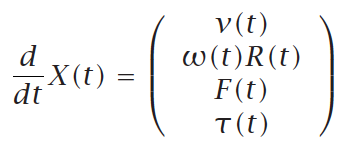 d/dt X(t) = ( v(t)
ω(t)R(t)
F(t)
τ(t) )